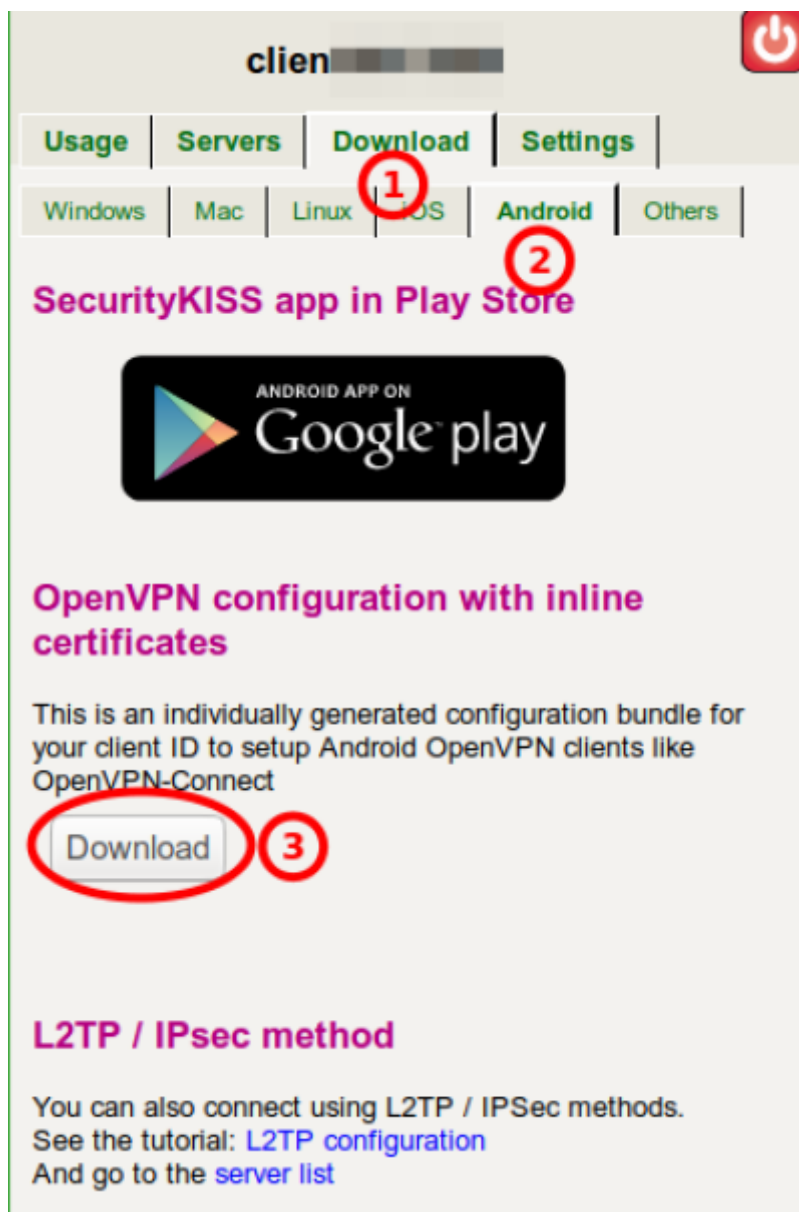 clien
Usage Servers Download Settings
1
Windows Mac Linux iOS Android Others
2
SecurityKISS app in Play Store
ANDROID APP ON
Google play
OpenVPN configuration with inline
certificates
This is an individually generated configuration bundle for
your client ID to setup Android OpenVPN clients like
OpenVPN-Connect
Download 3
L2TP / IPsec method
You can also connect using L2TP / IPSec methods.
See the tutorial: L2TP configuration
And go to the server list